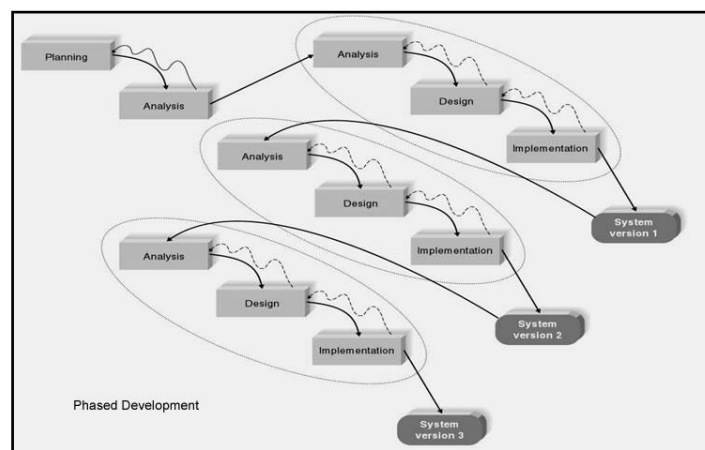 Planning
Analysis
Analysis
Design
Implementation
System
version 1
Analysis
Design
Implementation
System
version 2
Analysis
Design
Implementation
System
version 3
Phased Development